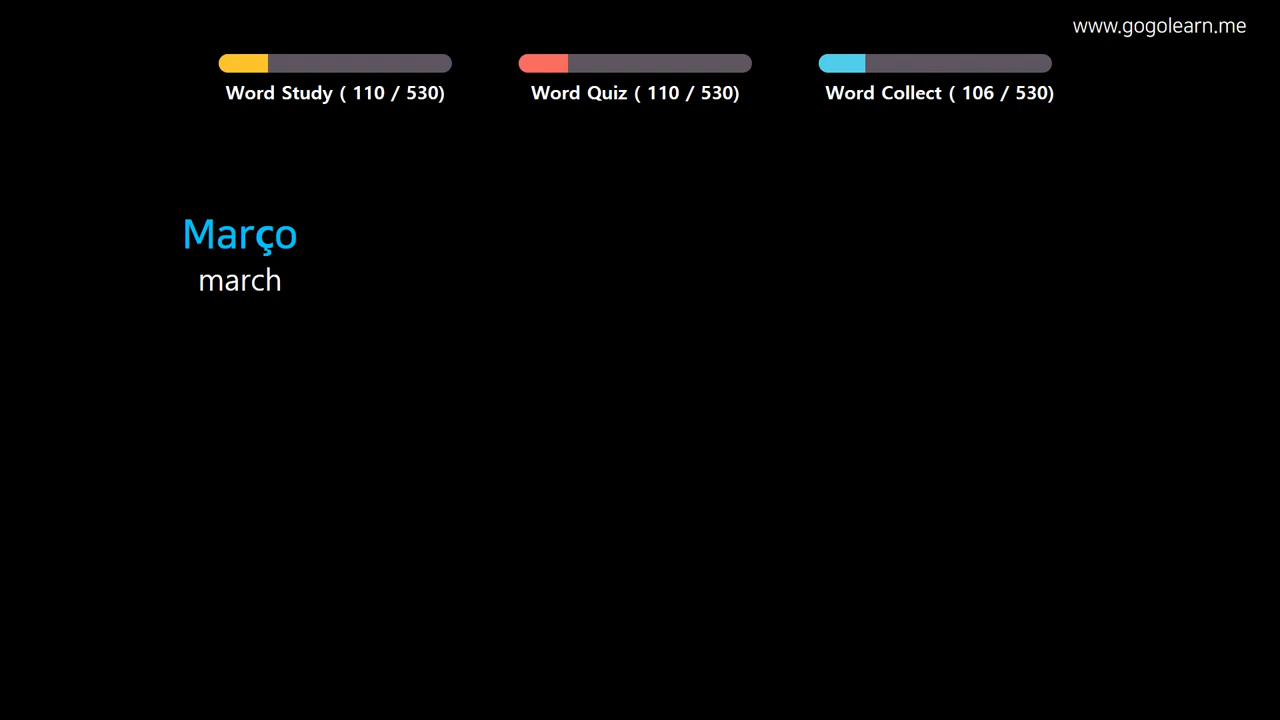 www.gogolearn.me
Word Study ( 110 / 530)
Word Quiz ( 110 / 530)
Word Collect ( 106 / 530)
Março
march